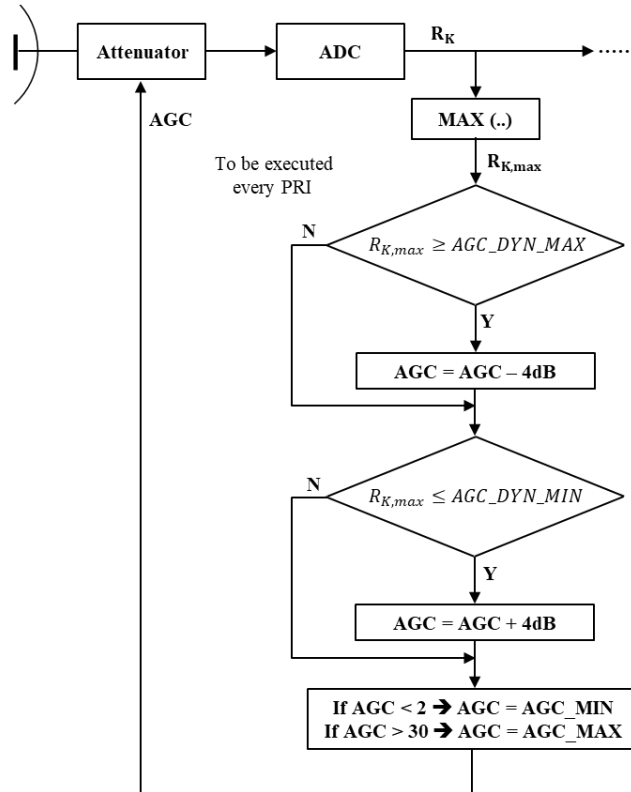 Attenuator
ADC
R_K
.....
AGC
MAX (..)
To be executed
every PRI
R_K,max
N
R_K,max ≥ AGC_DYN_MAX
Y
AGC = AGC – 4dB
N
R_K,max ≤ AGC_DYN_MIN
Y
AGC = AGC + 4dB
If AGC < 2 ➔ AGC = AGC_MIN
If AGC > 30 ➔ AGC = AGC_MAX